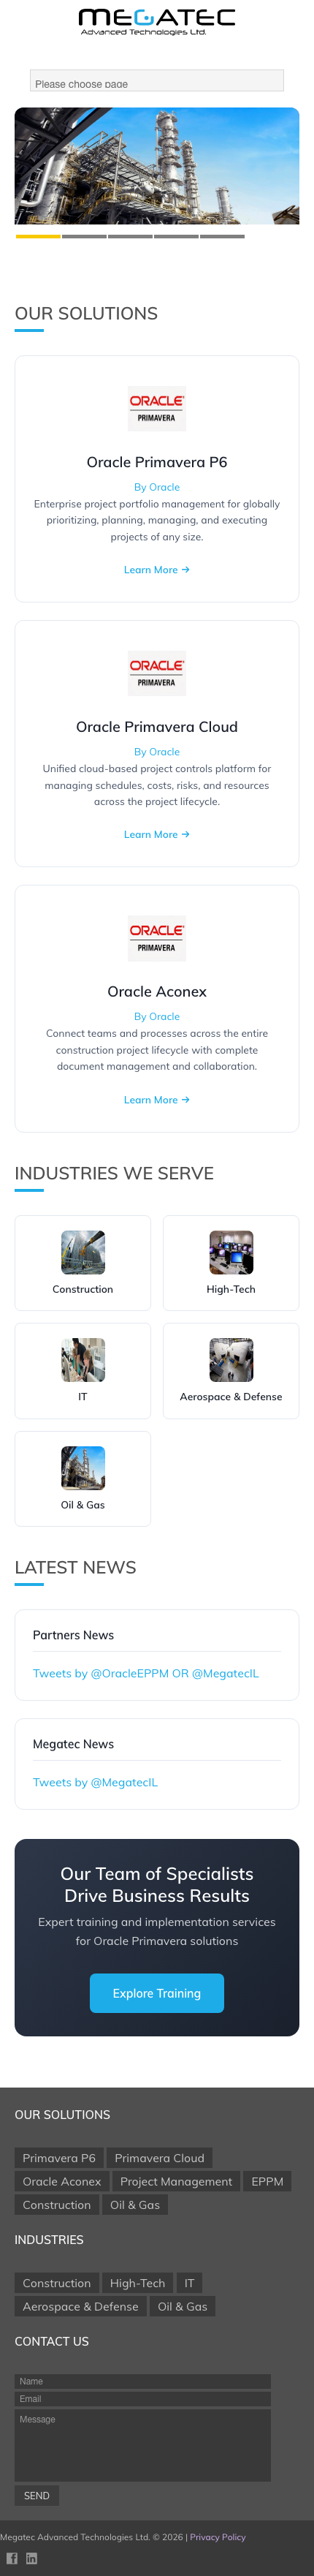 MEGATEC
Advanced Technologies Ltd.
Please choose page
OUR SOLUTIONS
ORACLE
PRIMAVERA
Oracle Primavera P6
By Oracle
Enterprise project portfolio management for globally
prioritizing, planning, managing, and executing
projects of any size.
Learn More →
ORACLE
PRIMAVERA
Oracle Primavera Cloud
By Oracle
Unified cloud-based project controls platform for
managing schedules, costs, risks, and resources
across the project lifecycle.
Learn More →
ORACLE
PRIMAVERA
Oracle Aconex
By Oracle
Connect teams and processes across the entire
construction project lifecycle with complete
document management and collaboration.
Learn More →
INDUSTRIES WE SERVE
Construction
High-Tech
IT
Aerospace & Defense
Oil & Gas
LATEST NEWS
Partners News
Tweets by @OracleEPPM OR @MegatecIL
Megatec News
Tweets by @MegatecIL
Our Team of Specialists
Drive Business Results
Expert training and implementation services
for Oracle Primavera solutions
Explore Training
OUR SOLUTIONS
Primavera P6 Primavera Cloud
Oracle Aconex Project Management EPPM
Construction Oil & Gas
INDUSTRIES
Construction High-Tech IT
Aerospace & Defense Oil & Gas
CONTACT US
Name
Email
Message
SEND
Megatec Advanced Technologies Ltd. © 2026 | Privacy Policy